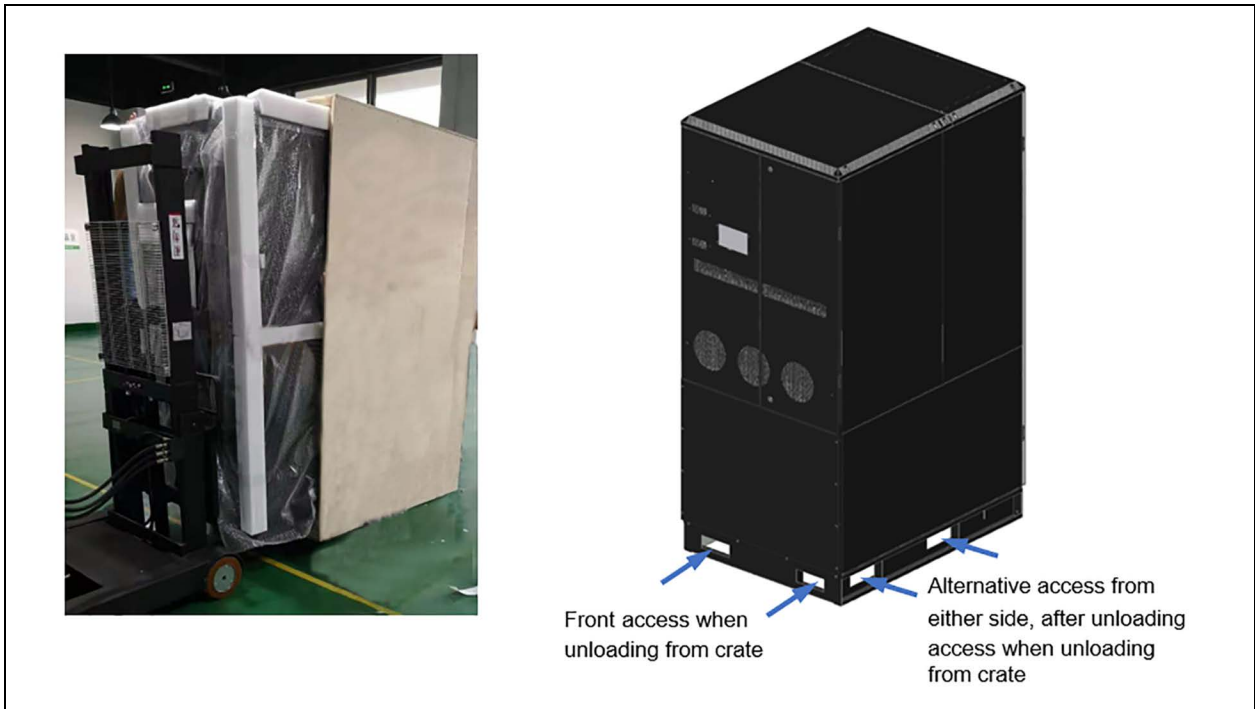 Front access when
unloading from crate
Alternative access from
either side, after unloading
access when unloading
from crate